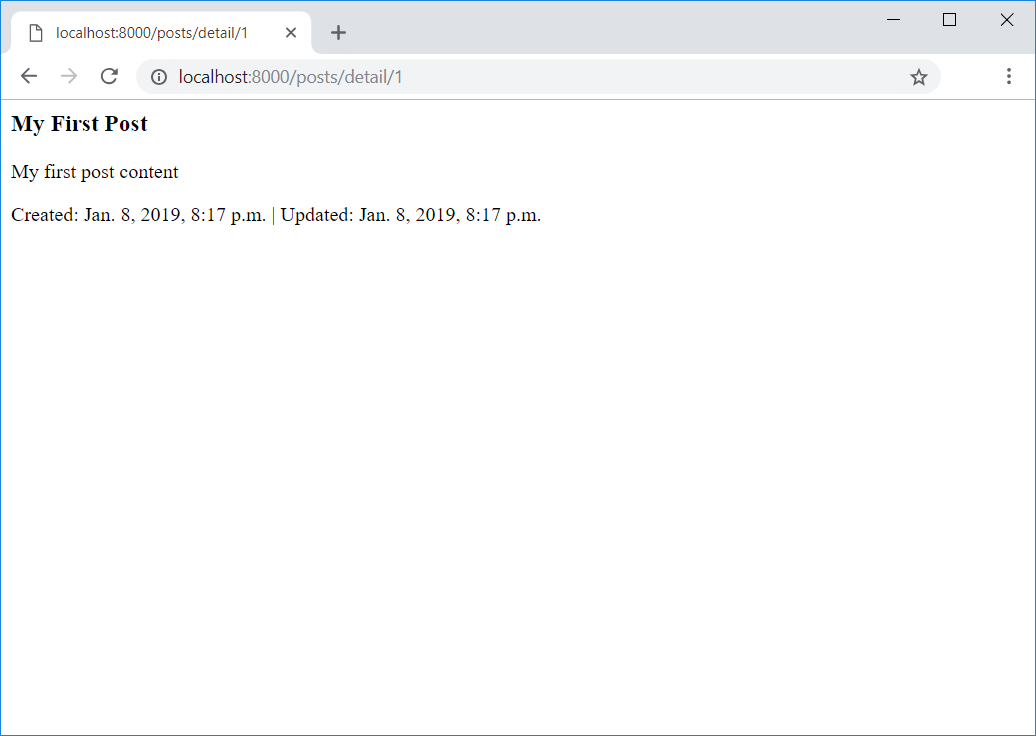 localhost:8000/posts/detail/1
localhost:8000/posts/detail/1
My First Post
My first post content
Created: Jan. 8, 2019, 8:17 p.m. | Updated: Jan. 8, 2019, 8:17 p.m.